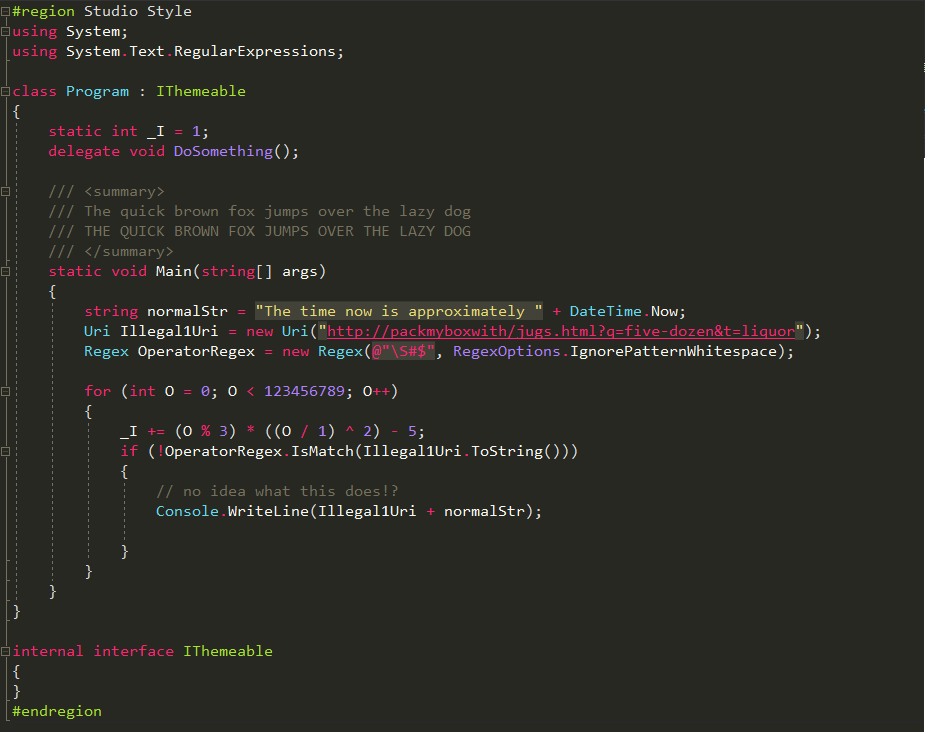 #region Studio Style
using System;
using System.Text.RegularExpressions;
class Program : IThemeable
{
static int _I = 1;
delegate void DoSomething();
/// <summary>
/// The quick brown fox jumps over the lazy dog
/// THE QUICK BROWN FOX JUMPS OVER THE LAZY DOG
/// </summary>
static void Main(string[] args)
{
string normalStr = "The time now is approximately " + DateTime.Now;
Uri Illegal1Uri = new Uri("http://packmyboxwith/jugs.html?q=five-dozen&t=liquor");
Regex OperatorRegex = new Regex(@"\S#$", RegexOptions.IgnorePatternWhitespace);
for (int O = 0; O < 123456789; O++)
{
_I += (O % 3) * ((O / 1) ^ 2) - 5;
if (!OperatorRegex.IsMatch(Illegal1Uri.ToString()))
{
// no idea what this does!?
Console.WriteLine(Illegal1Uri + normalStr);
}
}
}
}
internal interface IThemeable
{
}
#endregion